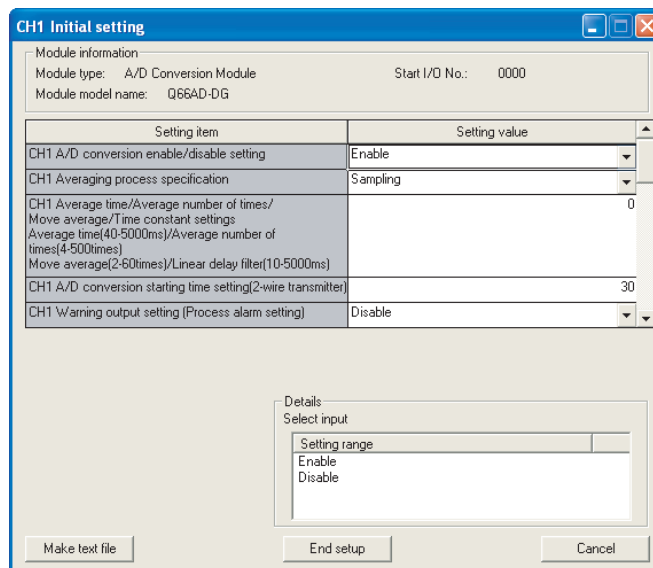 CH1 Initial setting
Module information
Module type: A/D Conversion Module Start I/O No.: 0000
Module model name: Q66AD-DG
Setting item Setting value
CH1 A/D conversion enable/disable setting Enable
CH1 Averaging process specification Sampling
CH1 Average time/Average number of times/ 0
Move average/Time constant settings
Average time(40-5000ms)/Average number of
times(4-500times)
Move average(2-60times)/Linear delay filter(10-5000ms)
CH1 A/D conversion starting time setting(2-wire transmitter) 30
CH1 Warning output setting (Process alarm setting) Disable
Details
Select input
Setting range
Enable
Disable
Make text file End setup Cancel